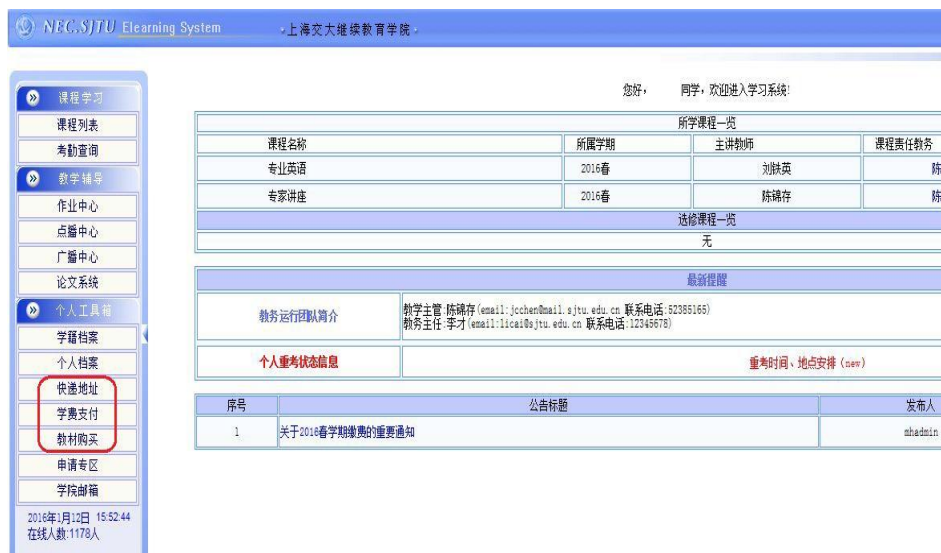 NEC.SJTU Elearning System
·上海交大继续教育学院·
课程学习
课程列表
考勤查询
教学辅导
作业中心
点播中心
广播中心
论文系统
个人工具箱
学籍档案
个人档案
快递地址
学费支付
教材购买
申请专区
学院邮箱
2016年1月12日 15:52:44
在线人数:1178人
您好, 同学,欢迎进入学习系统!
所学课程一览
课程名称 所属学期 主讲教师 课程责任教务
专业英语 2016春 刘铁英 陈
专家讲座 2016春 陈锦存 陈
选修课程一览
无
最新提醒
教务运行团队简介
教学主管:陈锦存(email:jcchen@mail.sjtu.edu.cn 联系电话:52385165)
教务主任:李才(email:licai@sjtu.edu.cn 联系电话:12345678)
个人重考状态信息 重考时间、地点安排(new)
序号 公告标题 发布人
1 关于2016春学期缴费的重要通知 mhadmin